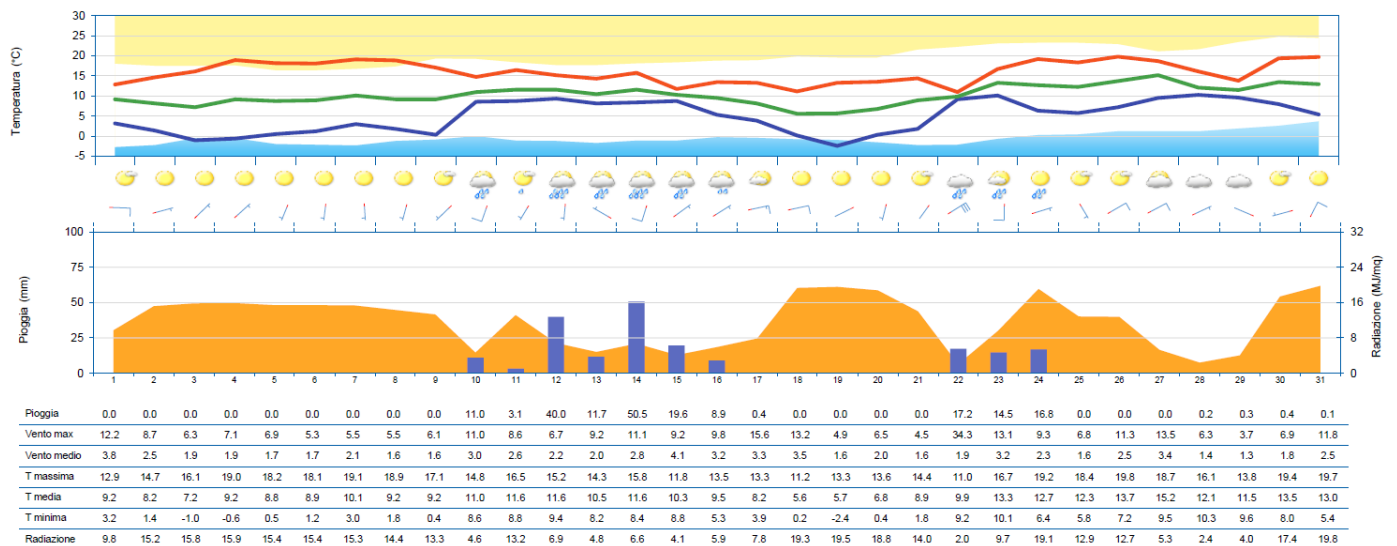 30
25
20
15
10
5
0
-5
Temperatura (°C)
100
75
50
25
0
Pioggia (mm)
32
24
16
8
0
Radiazione (MJ/mq)
1 2 3 4 5 6 7 8 9 10 11 12 13 14 15 16 17 18 19 20 21 22 23 24 25 26 27 28 29 30 31
Pioggia 0.0 0.0 0.0 0.0 0.0 0.0 0.0 0.0 0.0 11.0 3.1 40.0 11.7 50.5 19.6 8.9 0.4 0.0 0.0 0.0 0.0 17.2 14.5 16.8 0.0 0.0 0.0 0.2 0.3 0.4 0.1
Vento max 12.2 8.7 6.3 7.1 6.9 5.3 5.5 5.5 6.1 11.0 8.6 6.7 9.2 11.1 9.2 9.8 15.6 13.2 4.9 6.5 4.5 34.3 13.1 9.3 6.8 11.3 13.5 6.3 3.7 6.9 11.8
Vento medio 3.8 2.5 1.9 1.9 1.7 1.7 2.1 1.6 1.6 3.0 2.6 2.2 2.0 2.8 4.1 3.2 3.3 3.5 1.6 2.0 1.6 1.9 3.2 2.3 1.6 2.5 3.4 1.4 1.3 1.8 2.5
T massima 12.9 14.7 16.1 19.0 18.2 18.1 19.1 18.9 17.1 14.8 16.5 15.2 14.3 15.8 11.8 13.5 13.3 11.2 13.3 13.6 14.4 11.0 16.7 19.2 18.4 19.8 18.7 16.1 13.8 19.4 19.7
T media 9.2 8.2 7.2 9.2 8.8 8.9 10.1 9.2 9.2 11.0 11.6 11.6 10.5 11.6 10.3 9.5 8.2 5.6 5.7 6.8 8.9 9.9 13.3 12.7 12.3 13.7 15.2 12.1 11.5 13.5 13.0
T minima 3.2 1.4 -1.0 -0.6 0.5 1.2 3.0 1.8 0.4 8.6 8.8 9.4 8.2 8.4 8.8 5.3 3.9 0.2 -2.4 0.4 1.8 9.2 10.1 6.4 5.8 7.2 9.5 10.3 9.6 8.0 5.4
Radiazione 9.8 15.2 15.8 15.9 15.4 15.4 15.3 14.4 13.3 4.6 13.2 6.9 4.8 6.6 4.1 5.9 7.8 19.3 19.5 18.8 14.0 2.0 9.7 19.1 12.9 12.7 5.3 2.4 4.0 17.4 19.8